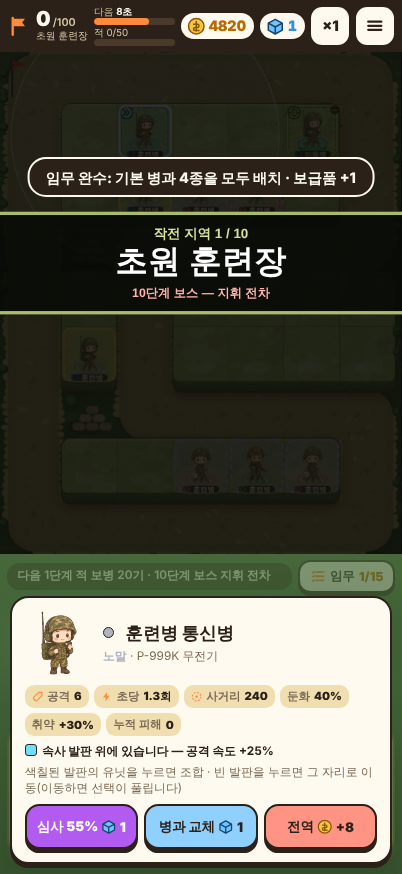 0 /100
초원 훈련장
다음 8초
적 0/50
4820
1
×1
임무 완수: 기본 병과 4종을 모두 배치 · 보급품 +1
작전 지역 1 / 10
초원 훈련장
10단계 보스 — 지휘 전차
다음 1단계 적 보병 20기 · 10단계 보스 지휘 전차
임무 1/15
훈련병 통신병
노말 · P-999K 무전기
공격 6
초당 1.3회
사거리 240
둔화 40%
취약 +30%
누적 피해 0
속사 발판 위에 있습니다 — 공격 속도 +25%
색칠된 발판의 유닛을 누르면 조합 · 빈 발판을 누르면 그 자리로 이
동(이동하면 선택이 풀립니다)
심사 55% 1
병과 교체 1
전역 +8